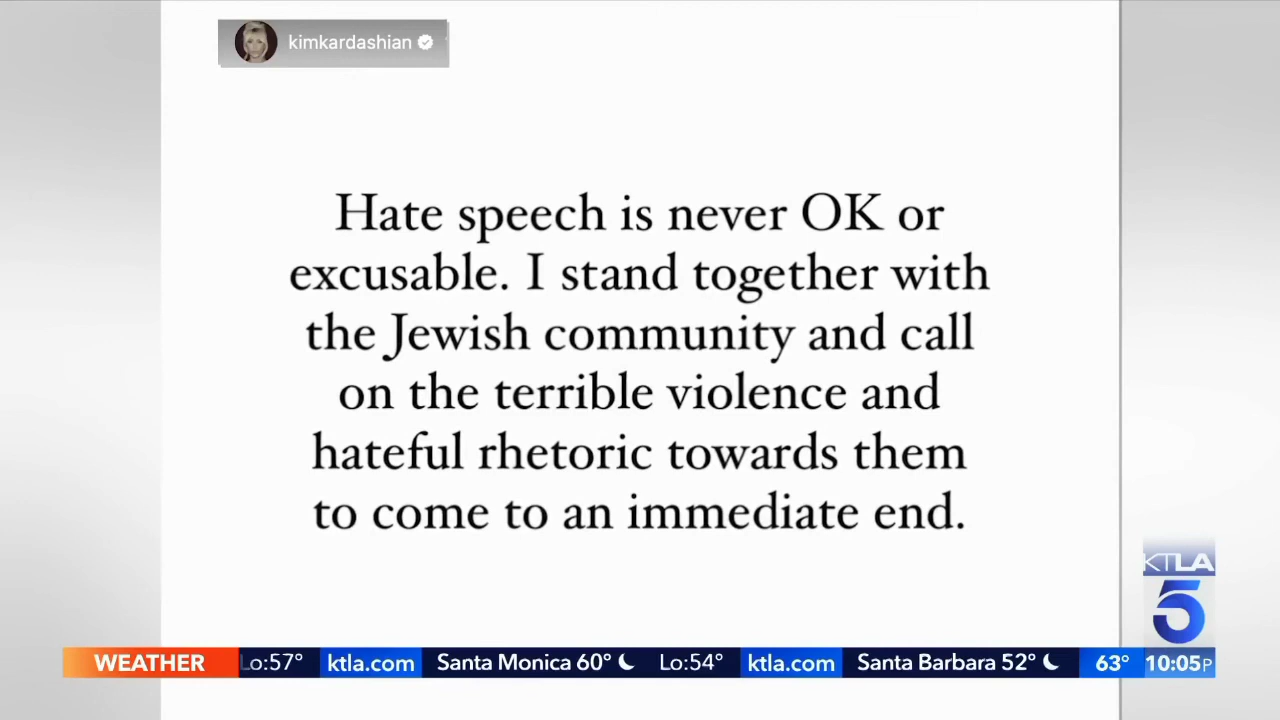 kimkardashian
Hate speech is never OK or
excusable. I stand together with
the Jewish community and call
on the terrible violence and
hateful rhetoric towards them
to come to an immediate end.
KTLA
5
WEATHER Lo:57° ktla.com Santa Monica 60° Lo:54° ktla.com Santa Barbara 52° 63° 10:05P